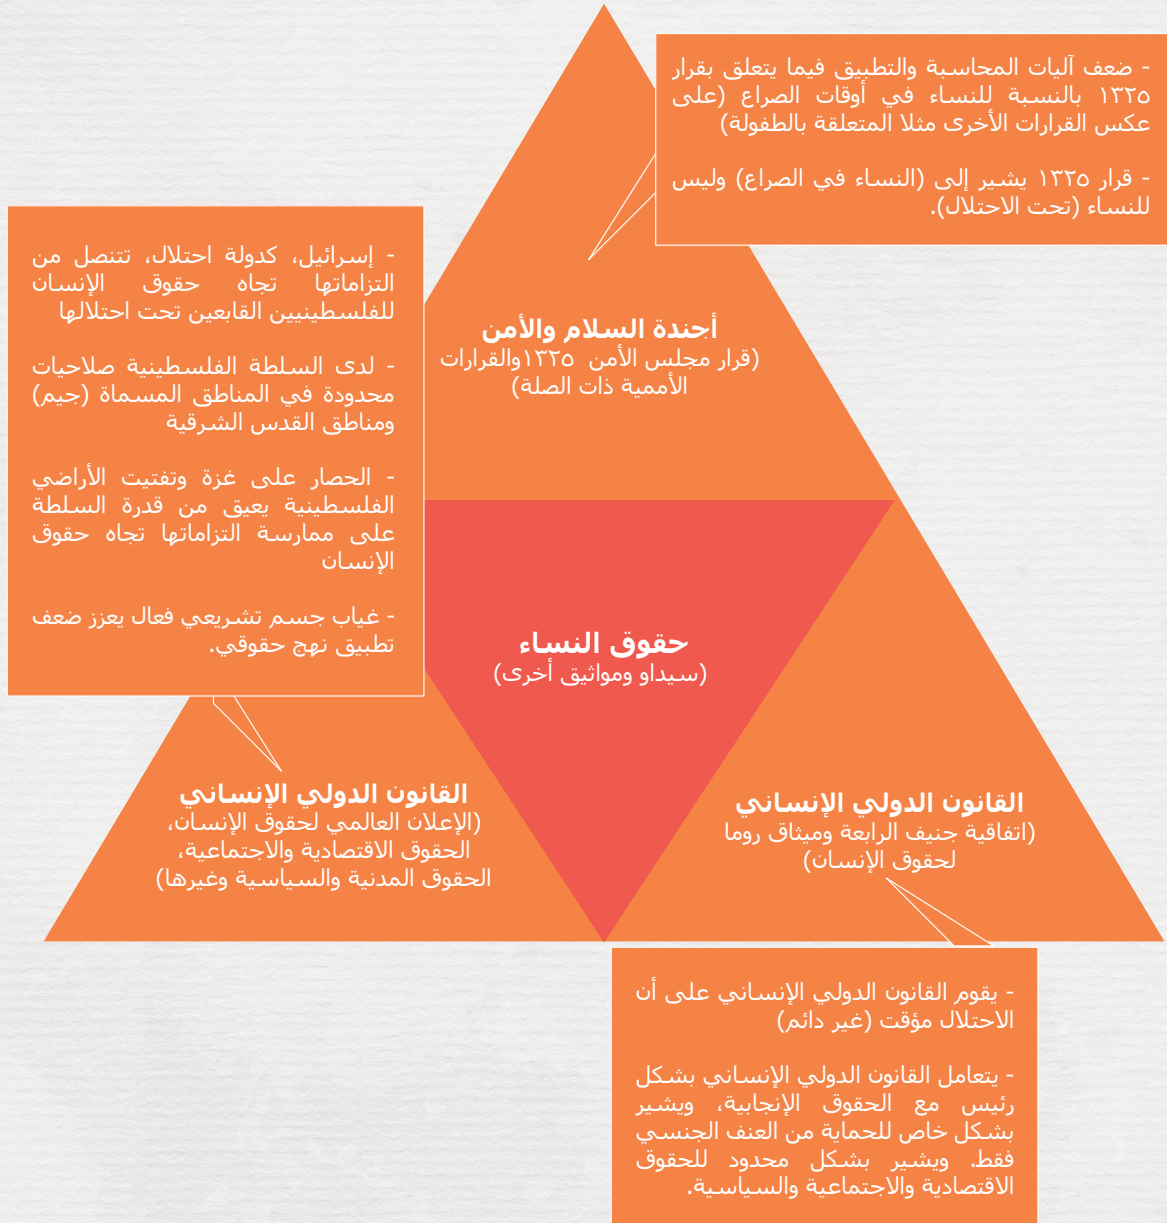 - ضعف آليات المحاسبة والتطبيق فيما يتعلق بقرار
١٣٢٥ بالنسبة للنساء في أوقات الصراع (على
عكس القرارات الأخرى مثلا المتعلقة بالطفولة)
- قرار ١٣٢٥ يشير إلى (النساء في الصراع) وليس
للنساء (تحت الاحتلال).
أجندة السلام والأمن
(قرار مجلس الأمن ١٣٢٥والقرارات
الأممية ذات الصلة)
- إسرائيل، كدولة احتلال، تتنصل من
التزاماتها تجاه حقوق الإنسان
للفلسطينيين القابعين تحت احتلالها
- لدى السلطة الفلسطينية صلاحيات
محدودة في المناطق المسماة (جيم)
ومناطق القدس الشرقية
- الحصار على غزة وتفتيت الأراضي
الفلسطينية يعيق من قدرة السلطة
على ممارسة التزاماتها تجاه حقوق
الإنسان
- غياب جسم تشريعي فعال يعزز ضعف
تطبيق نهج حقوقي.
حقوق النساء
(سيداو ومواثيق أخرى)
القانون الدولي الإنساني
(اتفاقية جنيف الرابعة وميثاق روما
لحقوق الإنسان)
القانون الدولي الإنساني
(الإعلان العالمي لحقوق الإنسان،
الحقوق الاقتصادية والاجتماعية،
الحقوق المدنية والسياسية وغيرها)
- يقوم القانون الدولي الإنساني على أن
الاحتلال مؤقت (غير دائم)
- يتعامل القانون الدولي الإنساني بشكل
رئيس مع الحقوق الإنجابية، ويشير
بشكل خاص للحماية من العنف الجنسي
فقط. ويشير بشكل محدود للحقوق
الاقتصادية والاجتماعية والسياسية.